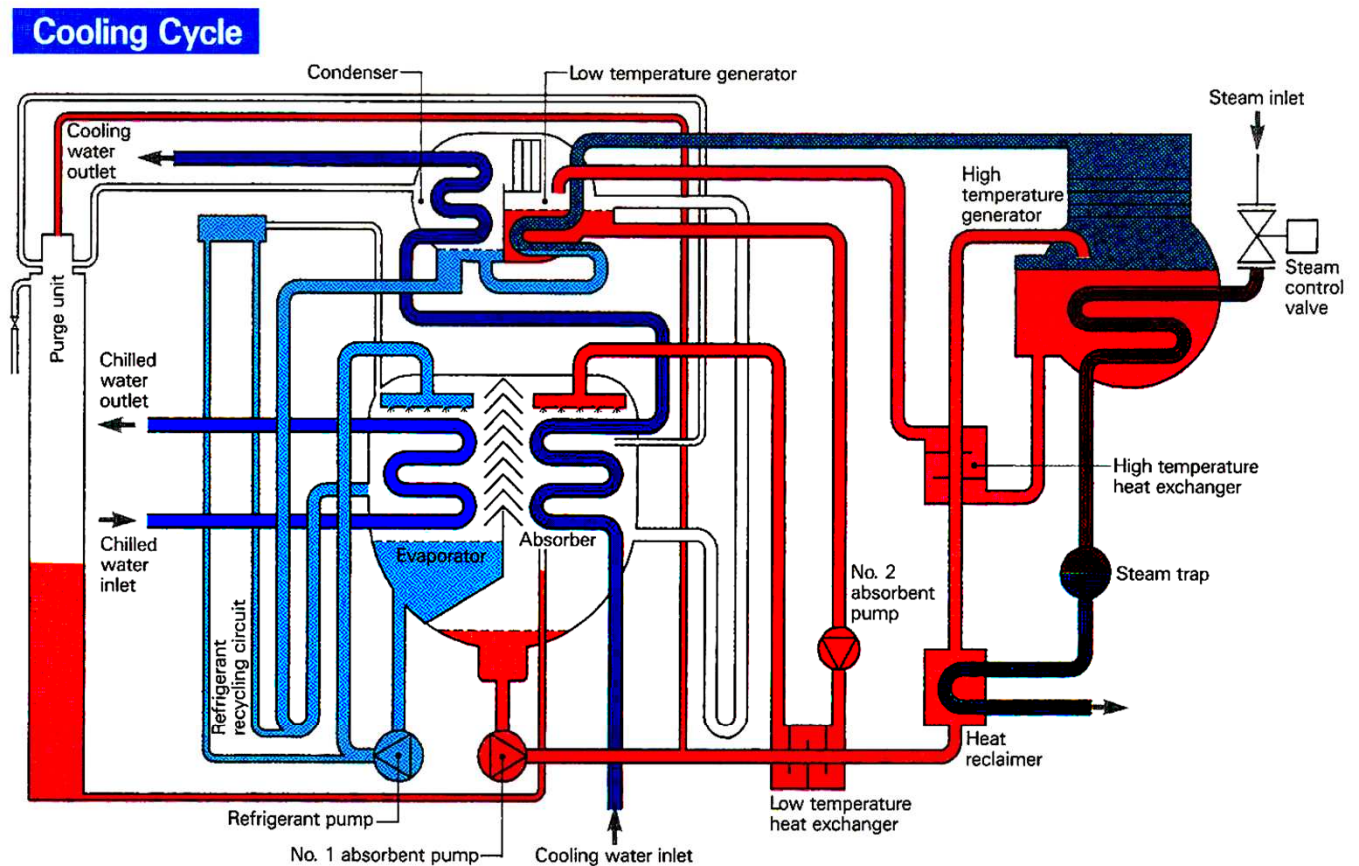 Cooling Cycle
Condenser
Low temperature generator
Steam inlet
Cooling
water
outlet
High
temperature
generator
Steam
control
valve
Purge unit
Chilled
water
outlet
High temperature
heat exchanger
Chilled
water
inlet
Evaporator
Absorber
No. 2
absorbent
pump
Steam trap
Refrigerant
recycling circuit
Heat
reclaimer
Refrigerant pump
Low temperature
heat exchanger
No. 1 absorbent pump
Cooling water inlet